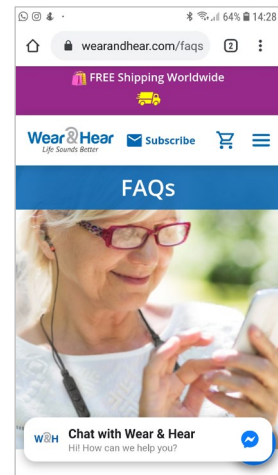 64% 14:28
wearandhear.com/faqs 2
FREE Shipping Worldwide
Wear&Hear
Life Sounds Better
Subscribe
FAQs
W&H
Chat with Wear & Hear
Hi! How can we help you?